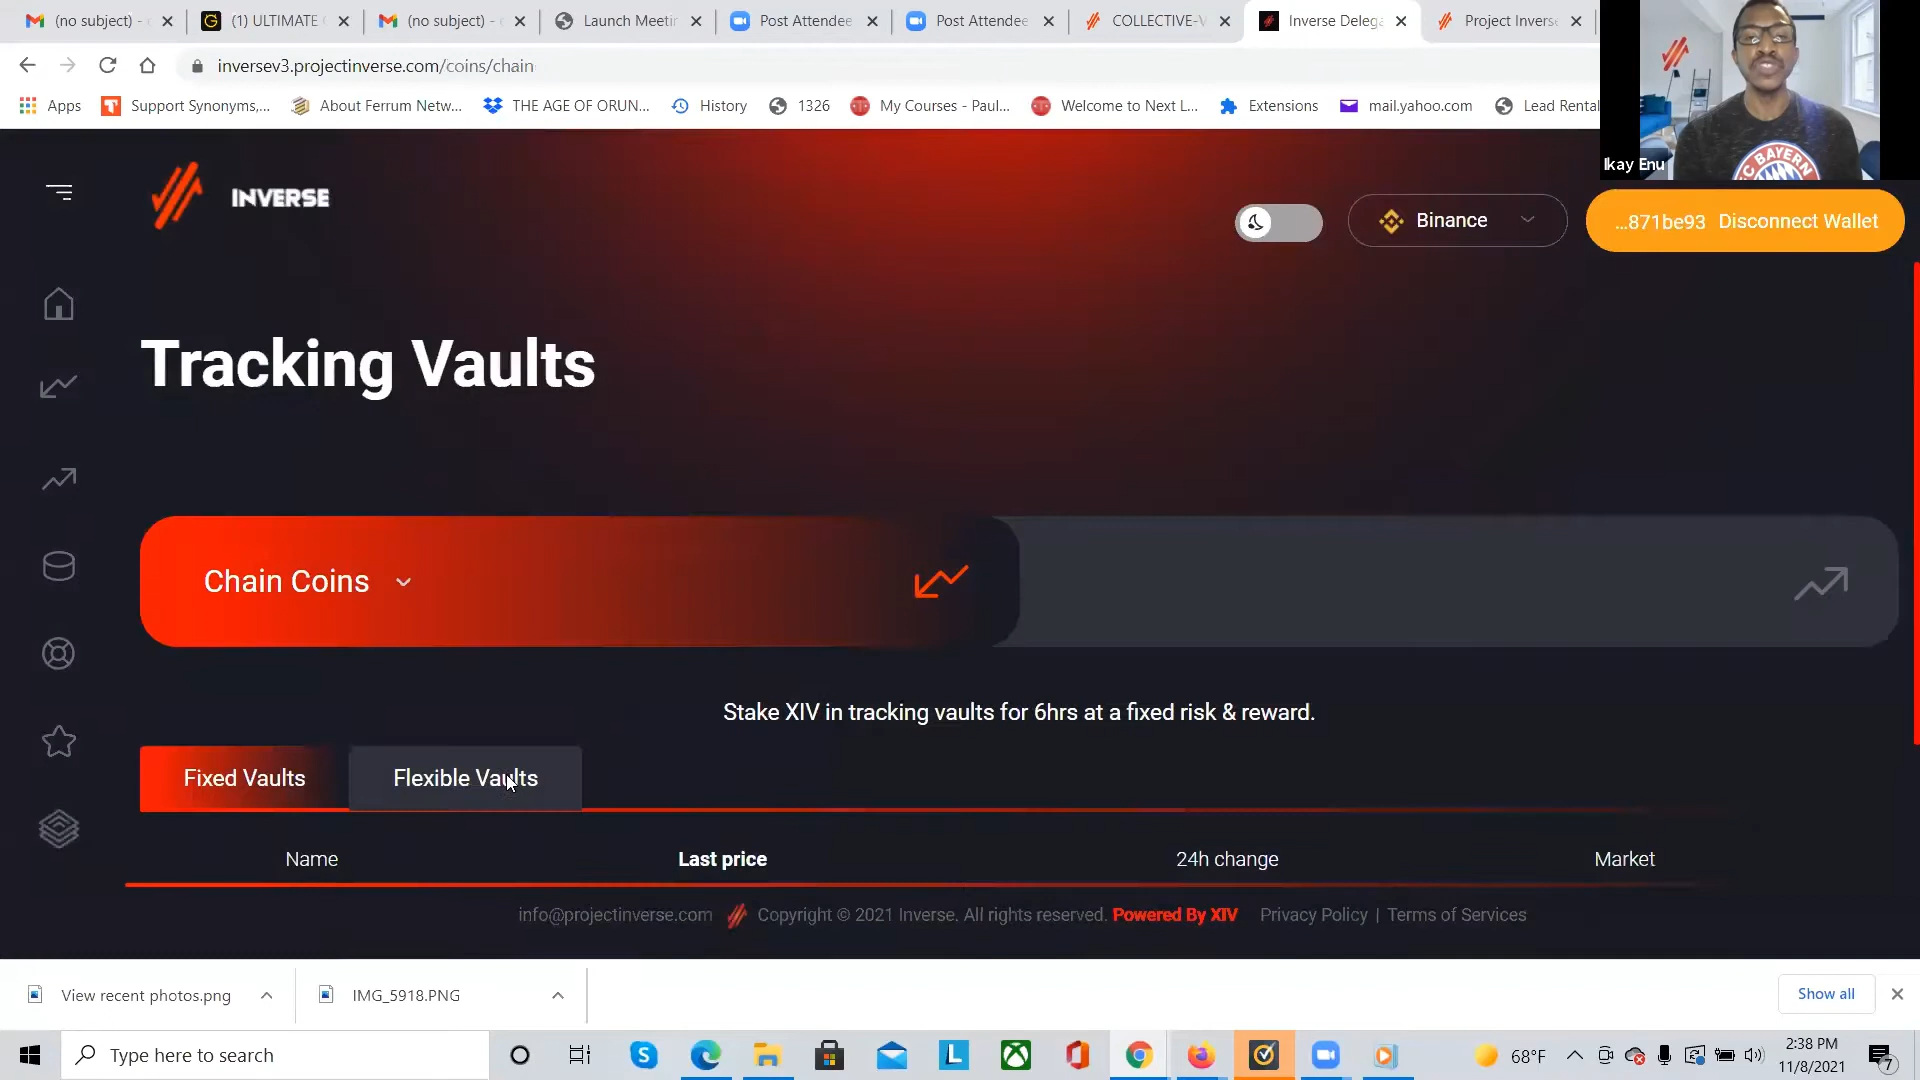 (no subject) -
(1) ULTIMATE
(no subject) -
Launch Meeti
Post Attendee
Post Attendee
COLLECTIVE-V
Inverse Delega
Project Inverse
inversev3.projectinverse.com/coins/chain
Apps
Support Synonyms,...
About Ferrum Netw...
THE AGE OF ORUN...
History
1326
My Courses - Paul...
Welcome to Next L...
Extensions
mail.yahoo.com
Lead Rental
BAYERN
Ikay Enu
INVERSE
Binance
...871be93 Disconnect Wallet
Tracking Vaults
Chain Coins
Stake XIV in tracking vaults for 6hrs at a fixed risk & reward.
Fixed Vaults
Flexible Vaults
Name
Last price
24h change
Market
info@projectinverse.com
Copyright © 2021 Inverse. All rights reserved. Powered By XIV
Privacy Policy | Terms of Services
View recent photos.png
IMG_5918.PNG
Show all
Type here to search
68°F
2:38 PM
11/8/2021
7